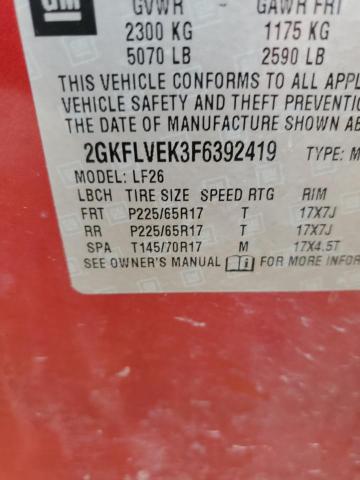 GM
GVWR GAWR FRT
2300 KG 1175 KG
5070 LB 2590 LB
THIS VEHICLE CONFORMS TO ALL APPL
VEHICLE SAFETY AND THEFT PREVENTIO
THE DATE OF MANUFACTURE SHOWN AB
2GKFLVEK3F6392419 TYPE: M
MODEL: LF26
LBCH TIRE SIZE SPEED RTG RIM
FRT P225/65R17 T 17X7J
RR P225/65R17 T 17X7J
SPA T145/70R17 M 17X4.5T
SEE OWNER'S MANUAL i FOR MORE INFOR